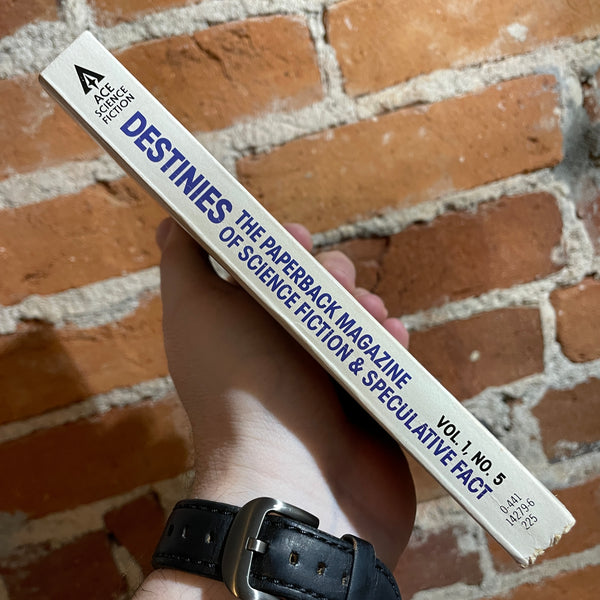 ACE
SCIENCE
FICTION
DESTINIES
THE PAPERBACK MAGAZINE
OF SCIENCE FICTION & SPECULATIVE FACT
VOL. 1, NO. 5
0-441
14279-6
225